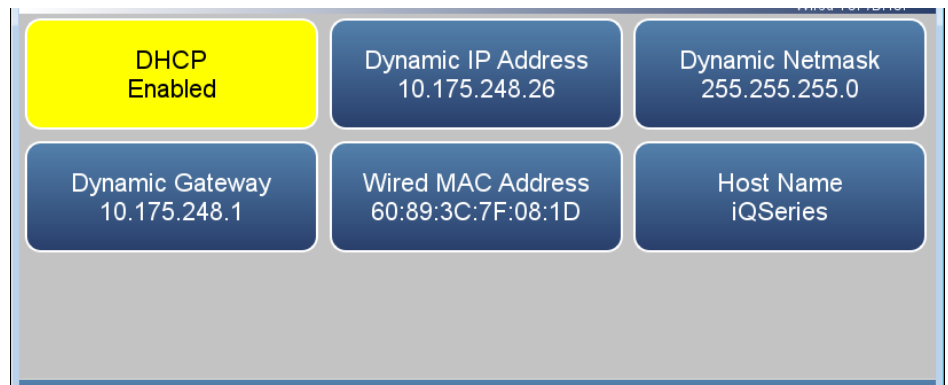 DHCP
Enabled
Dynamic IP Address
10.175.248.26
Dynamic Netmask
255.255.255.0
Dynamic Gateway
10.175.248.1
Wired MAC Address
60:89:3C:7F:08:1D
Host Name
iQSeries